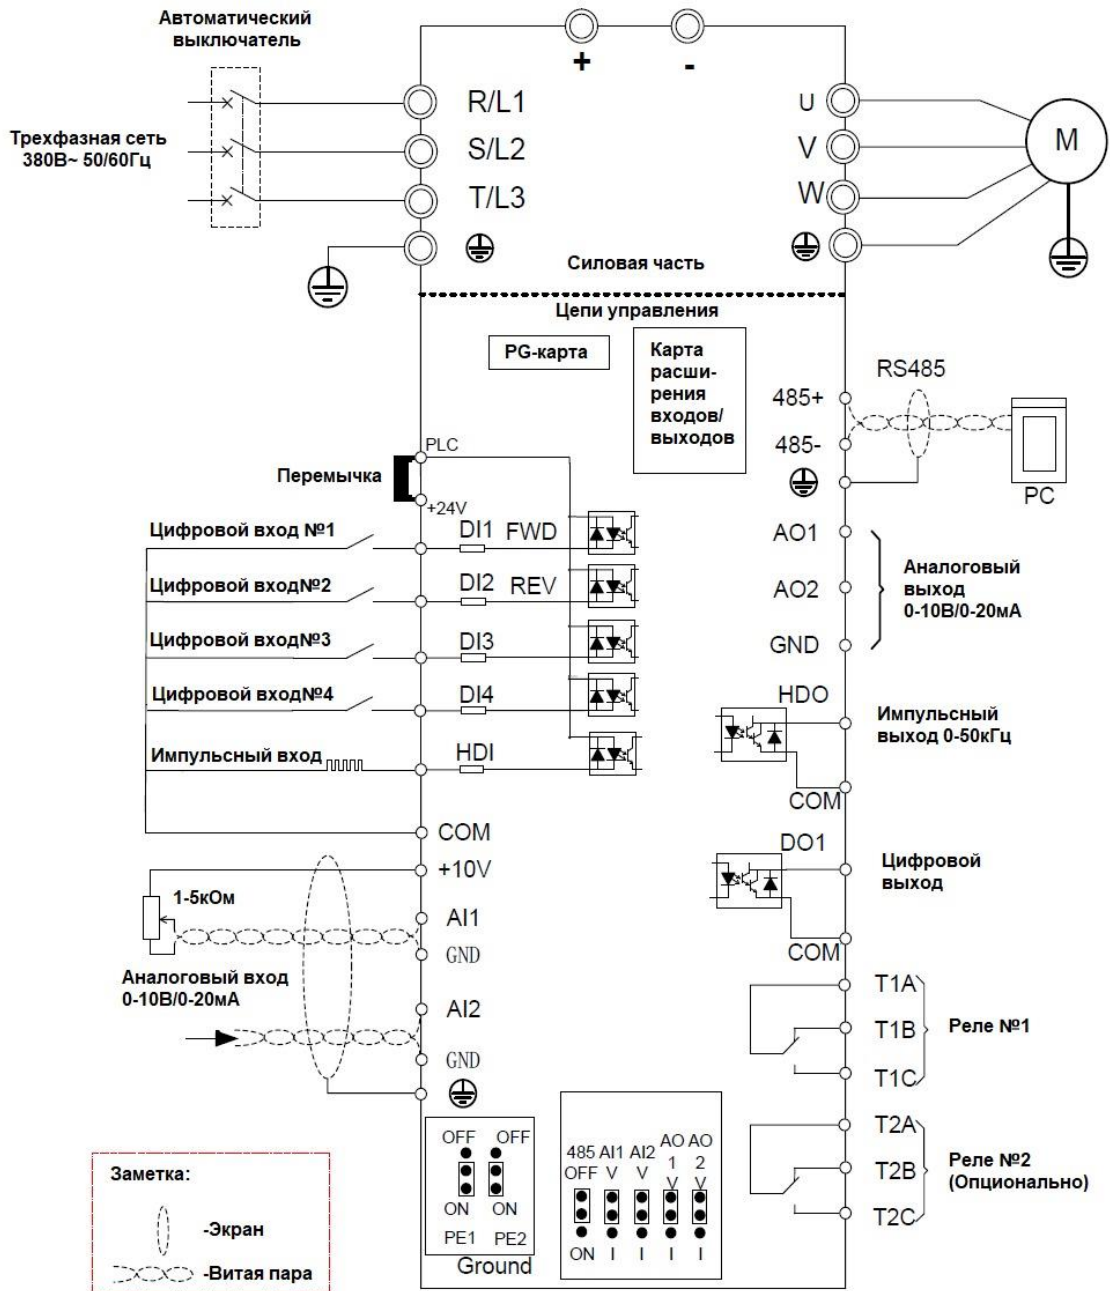 Автоматический
выключатель
+
-
Трехфазная сеть
380В~ 50/60Гц
R/L1
S/L2
T/L3
U
V
W
M
Силовая часть
Цепи управления
PG-карта
Карта
расши-
рения
входов/
выходов
RS485
485+
485-
PC
PLC
Перемычка
+24V
Цифровой вход №1
DI1 FWD
Цифровой вход№2
DI2 REV
Цифровой вход№3
DI3
Цифровой вход№4
DI4
Импульсный вход
HDI
COM
AO1
AO2
GND
Аналоговый
выход
0-10В/0-20мА
HDO
Импульсный
выход 0-50кГц
COM
DO1
Цифровой
выход
COM
+10V
1-5кОм
AI1
GND
Аналоговый вход
0-10В/0-20мА
AI2
GND
T1A
T1B
T1C
Реле №1
T2A
T2B
T2C
Реле №2
(Опционально)
OFF OFF
ON ON
PE1 PE2
Ground
485 AI1 AI2 AO AO
OFF V V 1 2
V V
ON I I I I
Заметка:
-Экран
-Витая пара